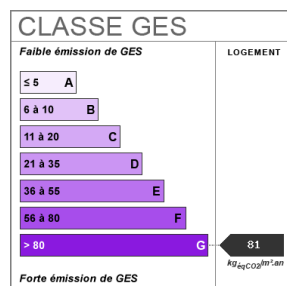 CLASSE GES
Faible émission de GES
LOGEMENT
≤ 5 A
6 à 10 B
11 à 20 C
21 à 35 D
36 à 55 E
56 à 80 F
> 80 G
81
kgéqCO2/m².an
Forte émission de GES